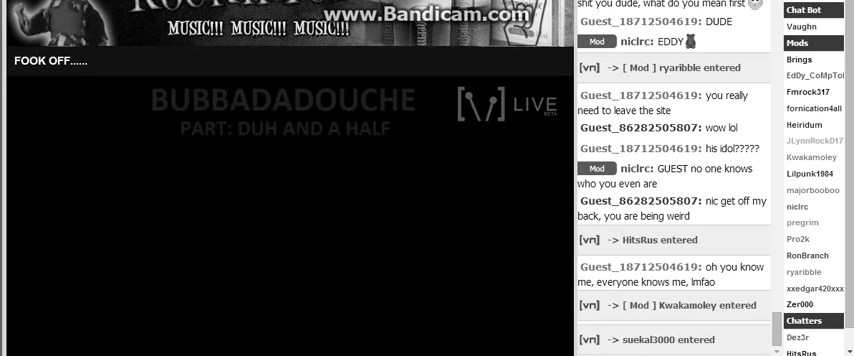 www.Bandicam.com
MUSIC!!! MUSIC!!! MUSIC!!!
FOOK OFF......
BUBBADADOUCHE
PART: DUH AND A HALF
LIVE
BETA
shit you dude, what do you mean first
Guest_18712504619: DUDE
Mod niclrc: EDDY
[vn] -> [ Mod ] ryaribble entered
Guest_18712504619: you really
need to leave the site
Guest_86282505807: wow lol
Guest_18712504619: his idol?????
Mod niclrc: GUEST no one knows
who you even are
Guest_86282505807: nic get off my
back, you are being weird
[vn] -> HitsRus entered
Guest_18712504619: oh you know
me, everyone knows me, lmfao
[vn] -> [ Mod ] Kwakamoley entered
[vn] -> suekal3000 entered
Chat Bot
Vaughn
Mods
Brings
EdDy_CoMpTol
Fmrock317
fornication4all
Heiridum
JLynnRockD17
Kwakamoley
Lilpunk1984
majorbooboo
niclrc
pregrim
Pro2k
RonBranch
ryaribble
xxedgar420xxx
Zer000
Chatters
Dez3r
HitsRus